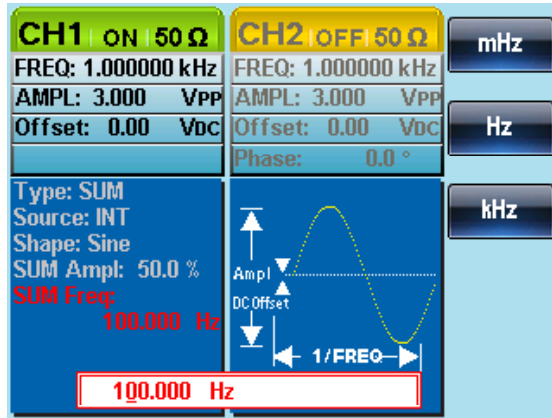 CH1 ON 50 Ω
FREQ: 1.000000 kHz
AMPL: 3.000 VPP
Offset: 0.00 VDC
CH2 OFF 50 Ω
FREQ: 1.000000 kHz
AMPL: 3.000 VPP
Offset: 0.00 VDC
Phase: 0.0 °
Type: SUM
Source: INT
Shape: Sine
SUM Ampl: 50.0 %
SUM Freq:
100.000 Hz
Ampl
DC Offset
1/FREQ
100.000 Hz
mHz
Hz
kHz